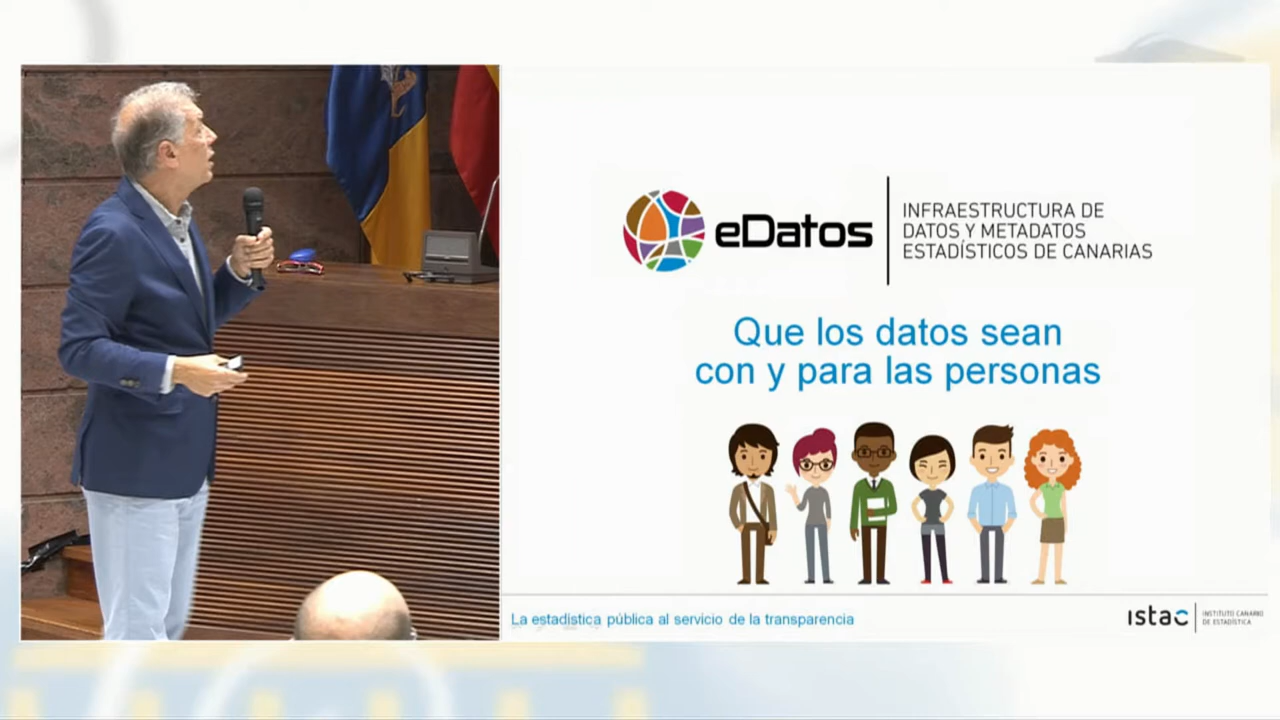 eDatos
INFRAESTRUCTURA DE
DATOS Y METADATOS
ESTADÍSTICOS DE CANARIAS
Que los datos sean
con y para las personas
La estadística pública al servicio de la transparencia
istac
INSTITUTO CANARIO
DE ESTADÍSTICA